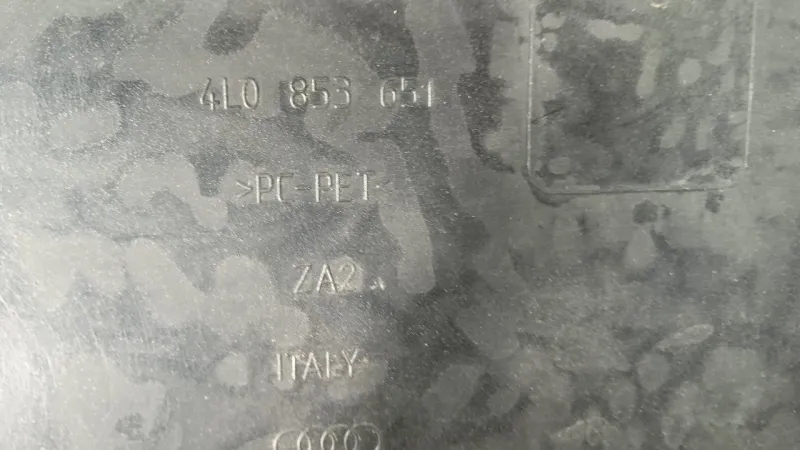 4L0 853 651
>PC-PET<
ZA2
ITALY